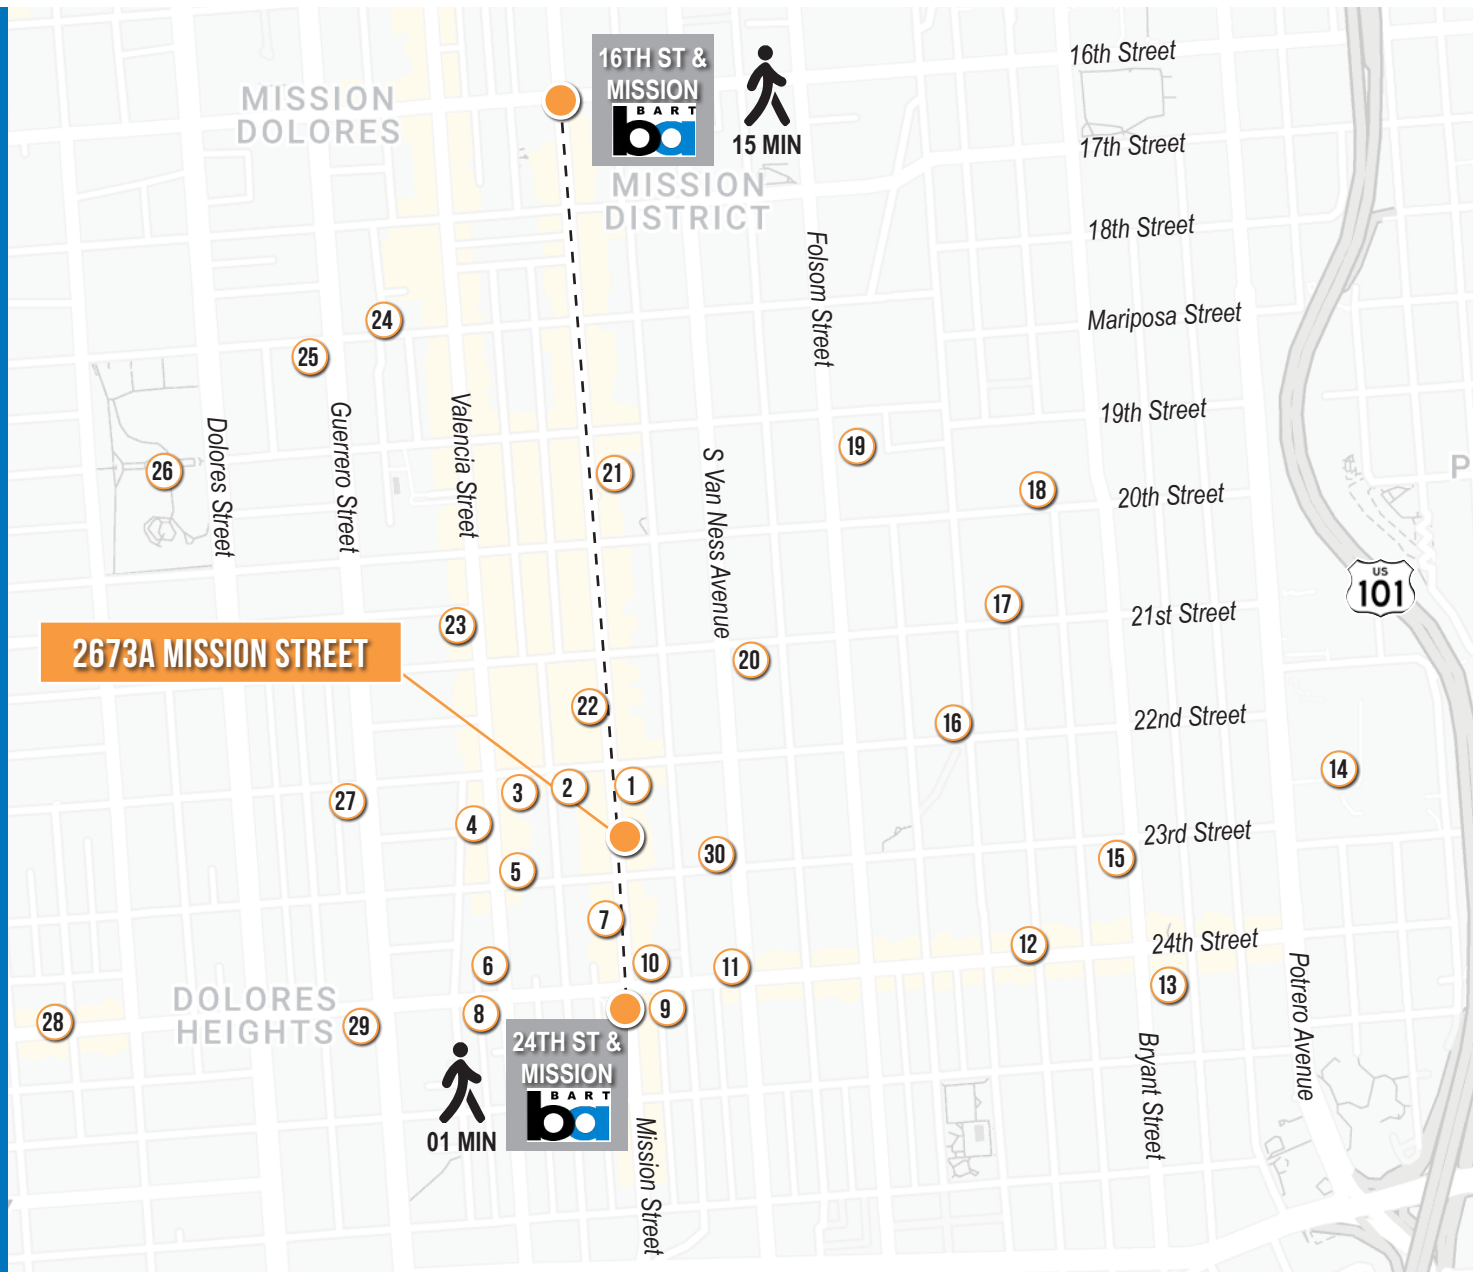 16TH ST &
MISSION
BART
ba
15 MIN
MISSION
DOLORES
MISSION
DISTRICT
16th Street
17th Street
18th Street
Mariposa Street
19th Street
20th Street
21st Street
22nd Street
23rd Street
24th Street
Folsom Street
Dolores Street
Guerrero Street
Valencia Street
S Van Ness Avenue
US
101
P
24
25
26
21
19
18
17
23
20
2673A MISSION STREET
22
16
14
1
2
3
4
27
5
30
15
7
6
10
11
12
13
8
9
28
29
DOLORES
HEIGHTS
24TH ST &
MISSION
BART
ba
01 MIN
Mission Street
Bryant Street
Potrero Avenue